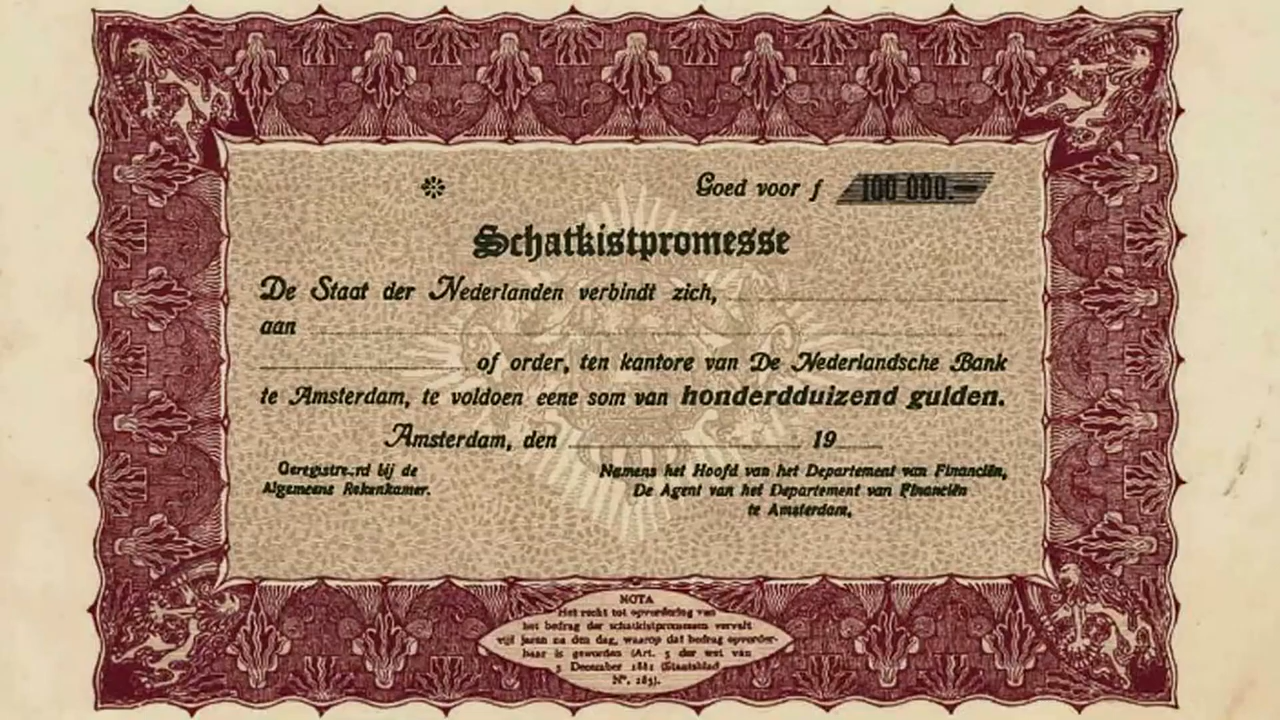 Goed voor f 100 000.—
Schatkistpromesse
De Staat der Nederlanden verbindt zich,
aan
of order, ten kantore van De Nederlandsche Bank
te Amsterdam, te voldoen eene som van honderdduizend gulden.
Amsterdam, den 19
Geregistreerd bij de
Algemeene Rekenkamer.
Namens het Hoofd van het Departement van Financiën,
De Agent van het Departement van Financiën
te Amsterdam,
NOTA
Het recht tot opvordering van
het bedrag der schatkistpromessen vervalt
vijf jaren na den dag, waarop dat bedrag opvorder-
baar is geworden (Art. 5 der wet van
5 December 1881 (Staatsblad
Nº. 185).